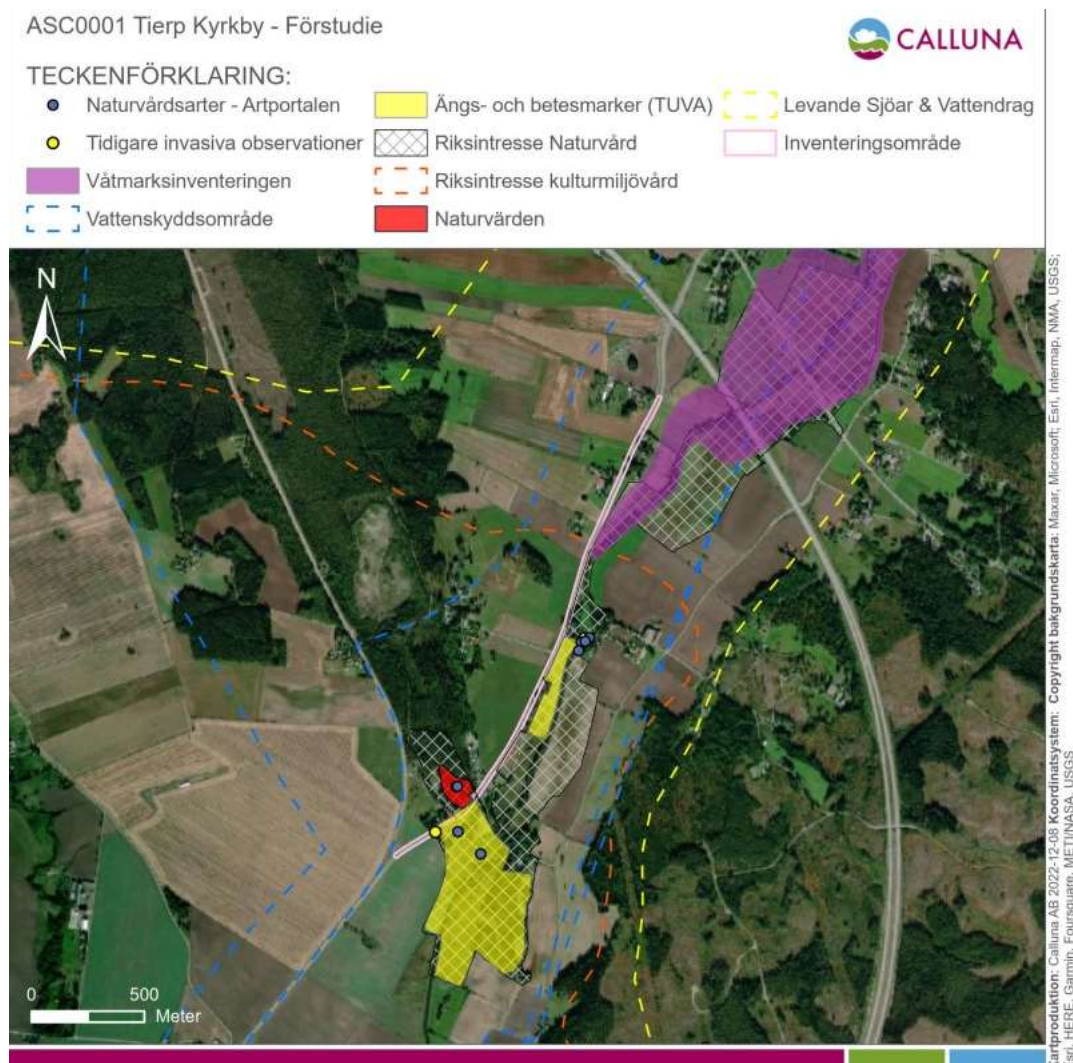 ASC0001 Tierp Kyrkby - Förstudie
CALLUNA
TECKENFÖRKLARING:
Naturvårdsarter - Artportalen
Tidigare invasiva observationer
Våtmarksinventeringen
Vattenskyddsområde
Ängs- och betesmarker (TUVA)
Riksintresse Naturvård
Riksintresse kulturmiljövård
Naturvärden
Levande Sjöar & Vattendrag
Inventeringsområde
N
0 500
Meter
Kartproduktion: Calluna AB 2022-12-08 Koordinatsystem: Copyright bakgrundskarta: Maxar, Microsoft; Esri, Intermap, NMA, USGS;
Esri, HERE, Garmin, Foursquare, METI/NASA, USGS